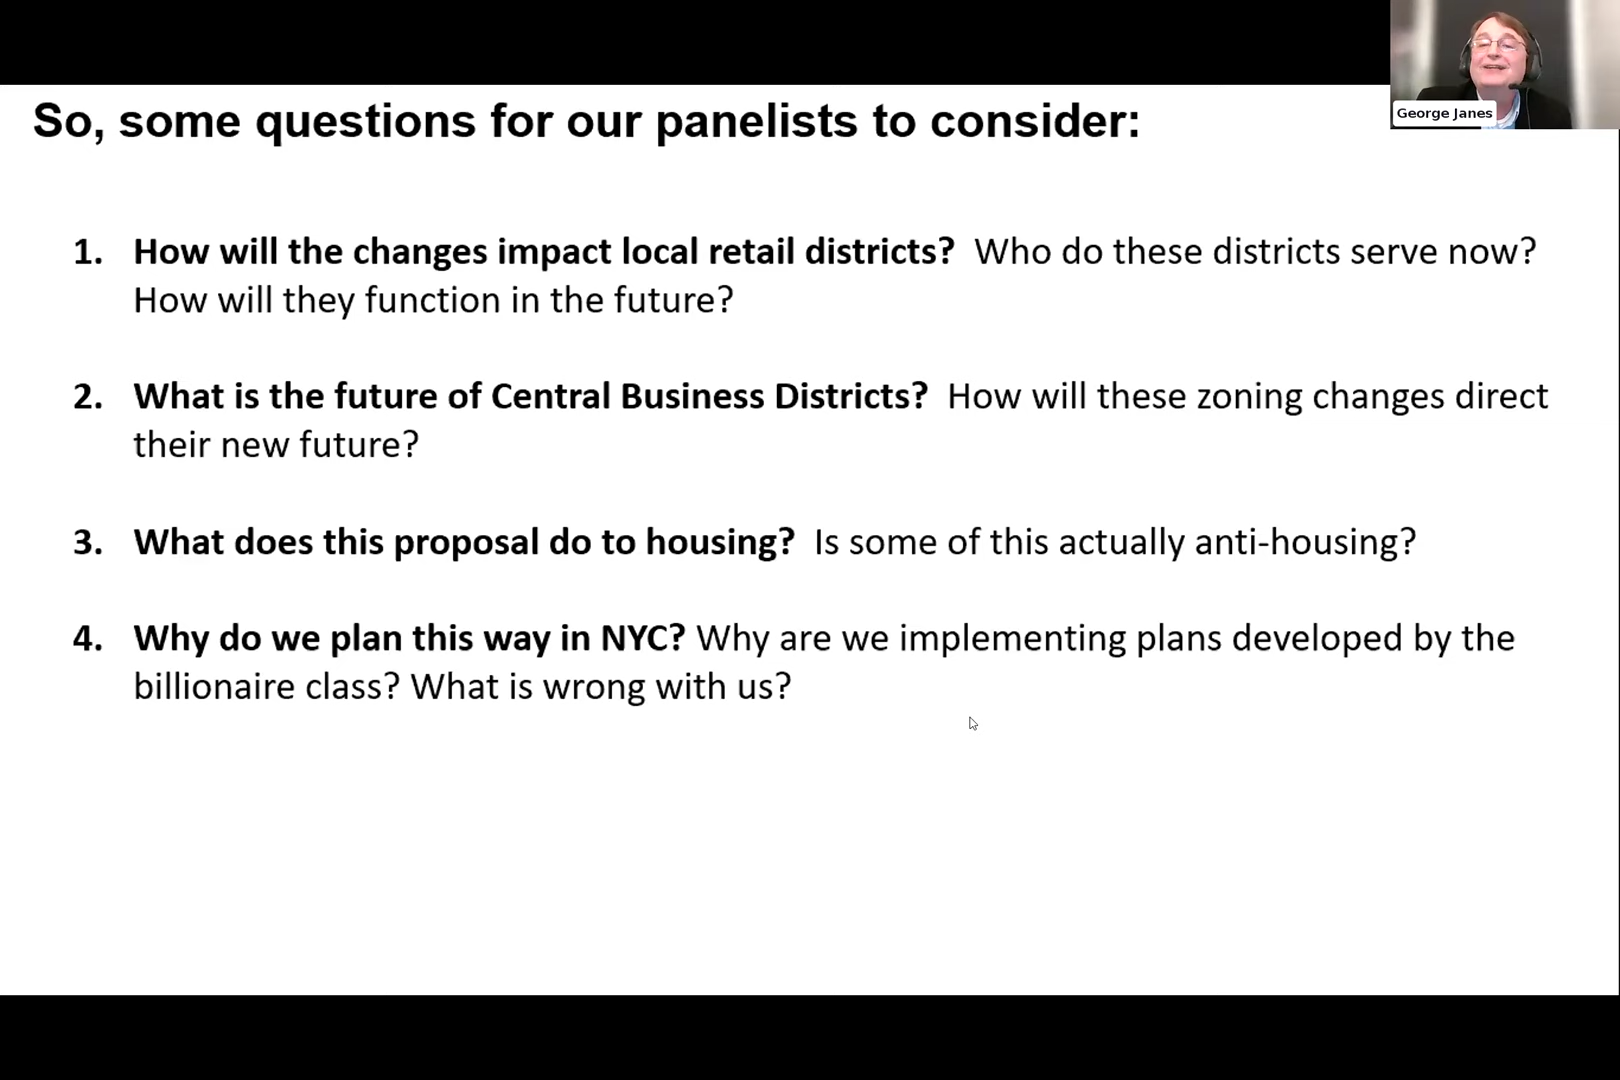 So, some questions for our panelists to consider:
George Janes
1. How will the changes impact local retail districts?  Who do these districts serve now?
How will they function in the future?
2. What is the future of Central Business Districts?  How will these zoning changes direct
their new future?
3. What does this proposal do to housing?  Is some of this actually anti-housing?
4. Why do we plan this way in NYC? Why are we implementing plans developed by the
billionaire class? What is wrong with us?